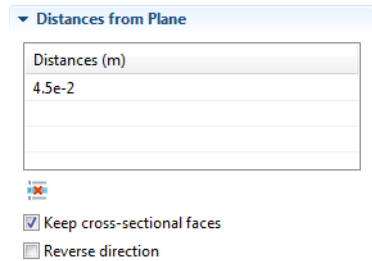 Distances from Plane
Distances (m)
4.5e-2
Keep cross-sectional faces
Reverse direction